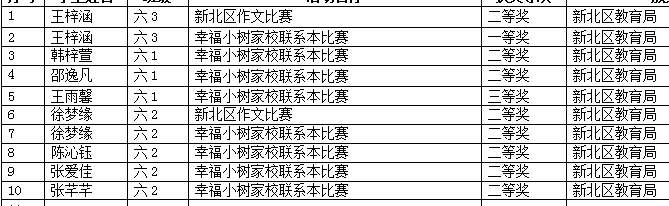 1 王梓涵 六 3 新北区作文比赛 二等奖 新北区教育局
2 王梓涵 六 3 幸福小树家校联系本比赛 一等奖 新北区教育局
3 韩梓萱 六 1 幸福小树家校联系本比赛 二等奖 新北区教育局
4 邵逸凡 六 1 幸福小树家校联系本比赛 二等奖 新北区教育局
5 王雨馨 六 1 幸福小树家校联系本比赛 三等奖 新北区教育局
6 徐梦缘 六 2 新北区作文比赛 二等奖 新北区教育局
7 徐梦缘 六 2 幸福小树家校联系本比赛 二等奖 新北区教育局
8 陈沁钰 六 2 幸福小树家校联系本比赛 二等奖 新北区教育局
9 张爱佳 六 2 幸福小树家校联系本比赛 二等奖 新北区教育局
10 张芊芊 六 2 幸福小树家校联系本比赛 二等奖 新北区教育局